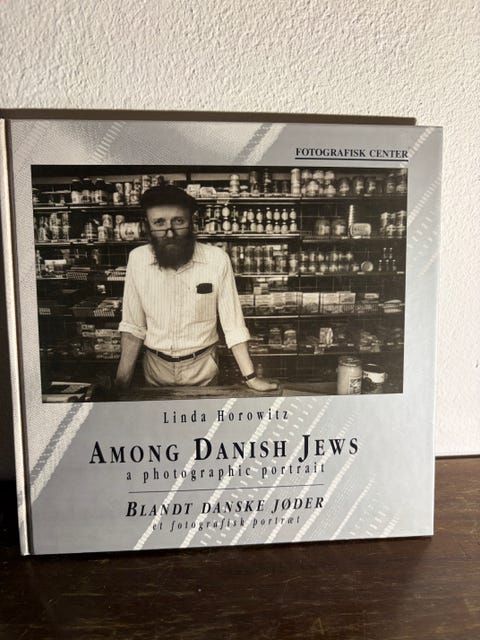 FOTOGRAFISK CENTER
Linda Horowitz
AMONG DANISH JEWS
a photographic portrait
BLANDT DANSKE JØDER
et fotografisk portræt